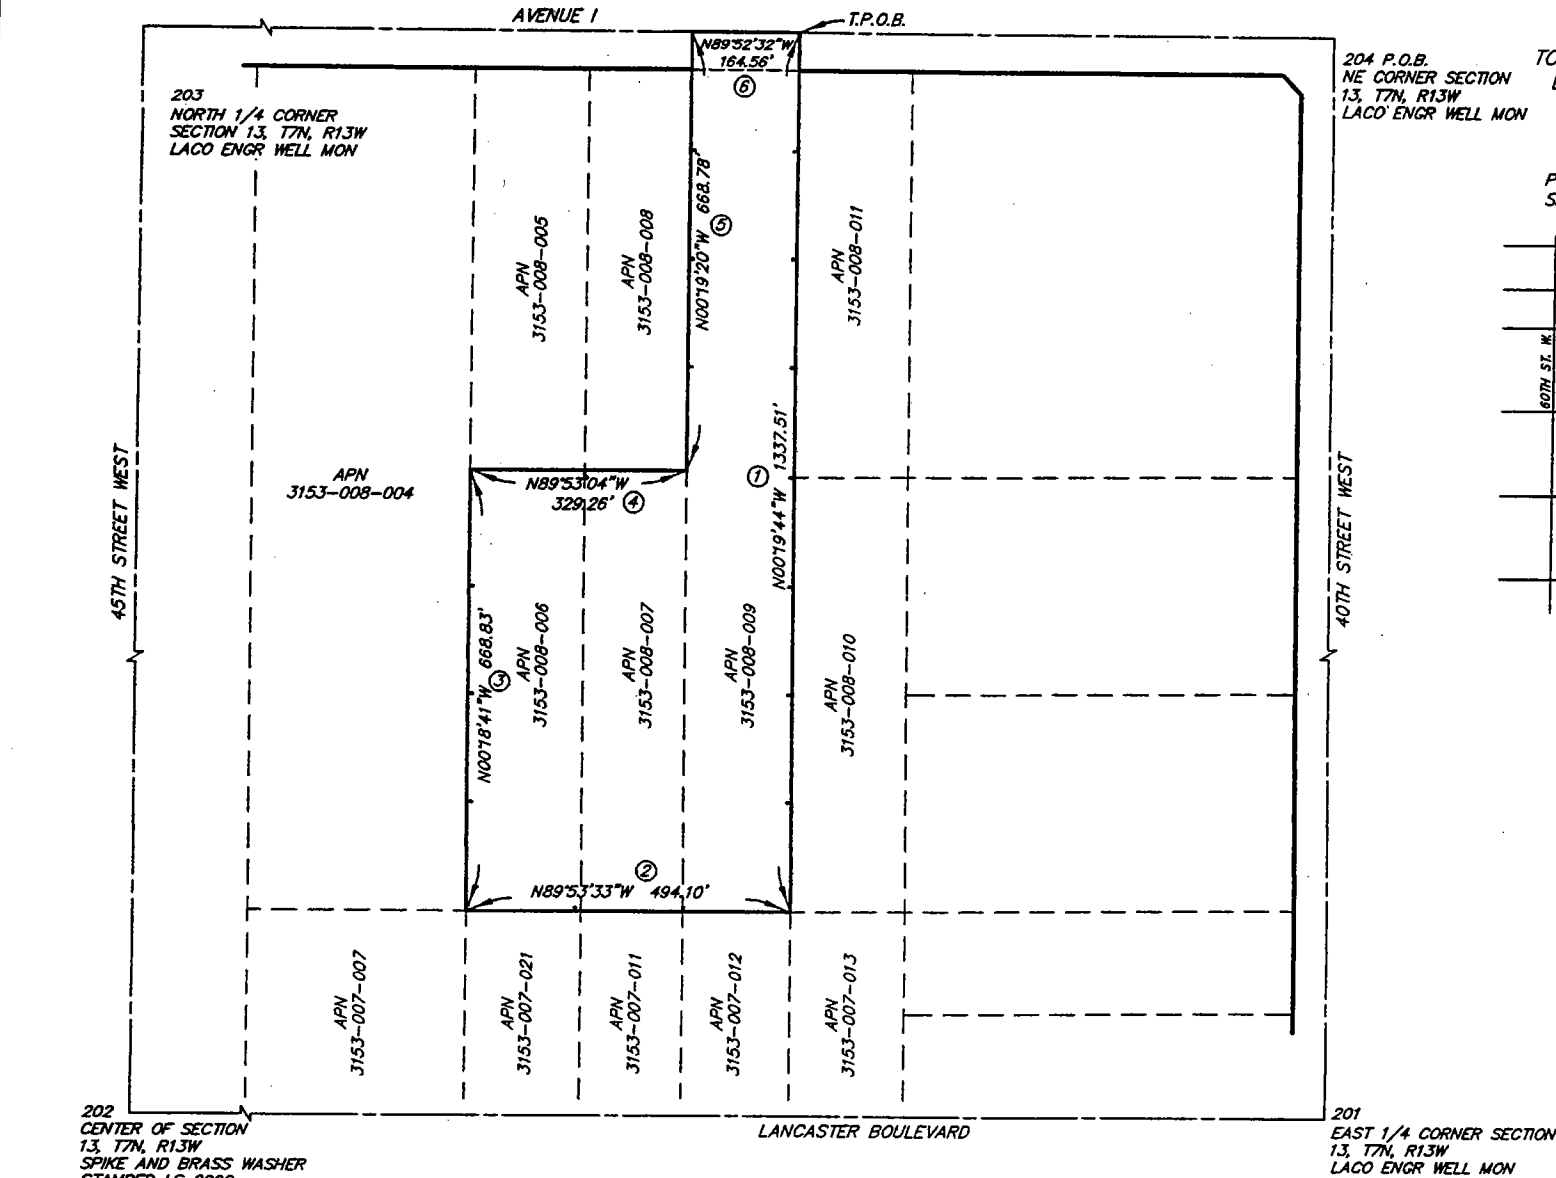 AVENUE I
T.P.O.B.
N89°52'32"W
164.56'
6
204 P.O.B.
NE CORNER SECTION
13, T7N, R13W
LACO ENGR WELL MON
203
NORTH 1/4 CORNER
SECTION 13, T7N, R13W
LACO ENGR WELL MON
APN
3153-008-005
APN
3153-008-008
N00°19'20"W 668.78'
5
APN
3153-008-011
60TH ST. W.
45TH STREET WEST
APN
3153-008-004
N89°53'04"W
329.26' 4
1
N00°19'44"W 1337.51'
40TH STREET WEST
N00°18'41"W 668.83'
3
APN
3153-008-006
APN
3153-008-007
APN
3153-008-009
APN
3153-008-010
2
N89°53'33"W 494.10'
APN
3153-007-007
APN
3153-007-021
APN
3153-007-011
APN
3153-007-012
APN
3153-007-013
202
CENTER OF SECTION
13, T7N, R13W
SPIKE AND BRASS WASHER
LANCASTER BOULEVARD
201
EAST 1/4 CORNER SECTION
13, T7N, R13W
LACO ENGR WELL MON